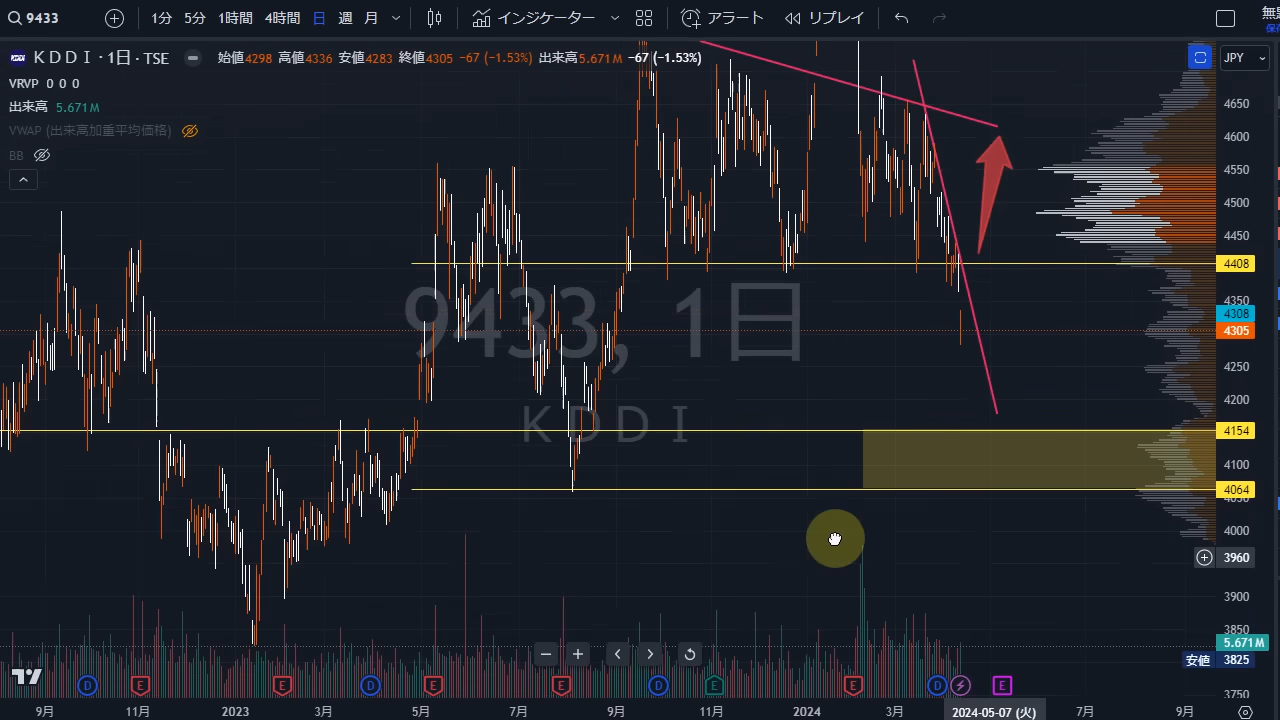 9433 1分 5分 1時間 4時間 日 週 月 インジケーター アラート リプレイ 無
保
ＫＤＤＩ・1日・TSE 始値4298 高値4336 安値4283 終値4305 −67 (−1.53%) 出来高5.671M −67 (−1.53%) JPY
VRVP 0 0 0
出来高 5.671M
VWAP (出来高加重平均価格)
BB
4650
4600
4550
4500
4450
4408
4350
4308
4305
4250
4200
4154
4100
4064
4050
4000
3960
3900
3850
5.671M
安値 3825
3750
9433, 1日
ＫＤＤＩ
D E E D E E D E E D E
9月 11月 2023 3月 5月 7月 9月 11月 2024 3月 2024-05-07 (火) 7月 9月